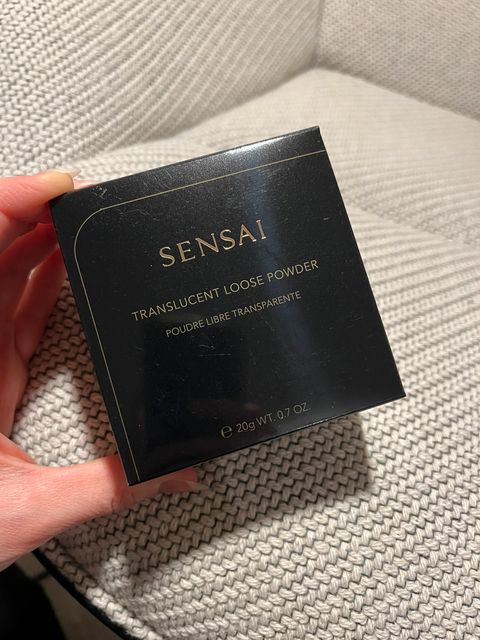 SENSAI
TRANSLUCENT LOOSE POWDER
POUDRE LIBRE TRANSPARENTE
℮ 20g WT. 0.7 OZ.